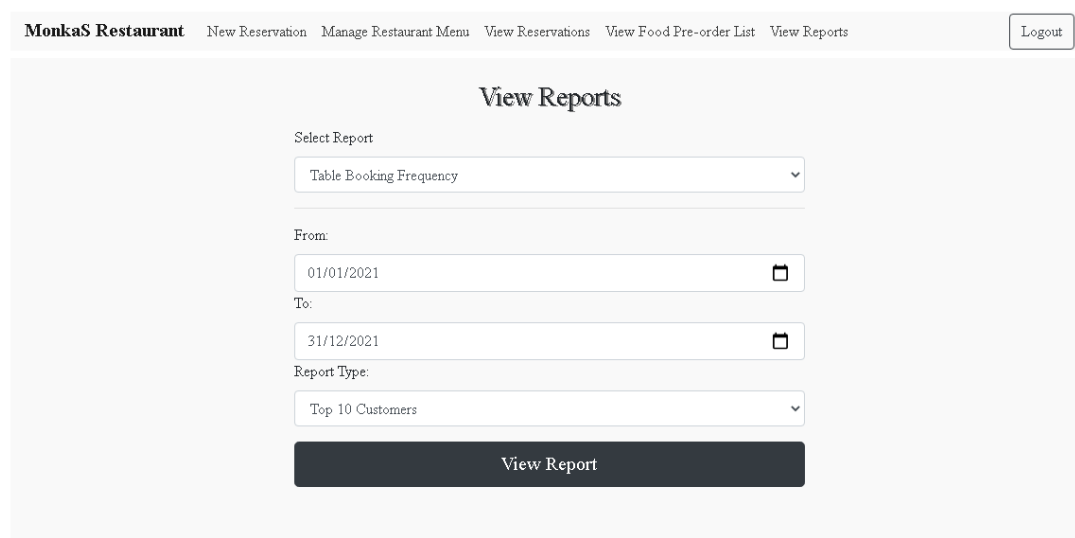 MonkaS Restaurant New Reservation Manage Restaurant Menu View Reservations View Food Pre-order List View Reports Logout
View Reports
Select Report
Table Booking Frequency
From:
01/01/2021
To:
31/12/2021
Report Type:
Top 10 Customers
View Report